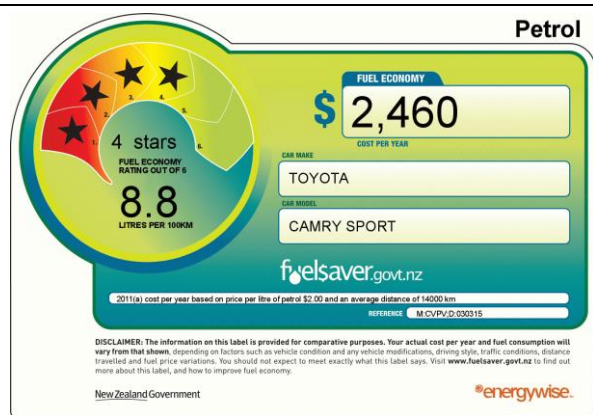 Petrol
FUEL ECONOMY
$ 2,460
COST PER YEAR
1. 2. 3. 4. 5. 6.
4 stars
FUEL ECONOMY
RATING OUT OF 6
8.8
LITRES PER 100KM
CAR MAKE
TOYOTA
CAR MODEL
CAMRY SPORT
fuelsaver.govt.nz
2011(a) cost per year based on price per litre of petrol $2.00 and an average distance of 14000 km
REFERENCE M:CVPV;D:030315
DISCLAIMER: The information on this label is provided for comparative purposes. Your actual cost per year and fuel consumption will
vary from that shown, depending on factors such as vehicle condition and any vehicle modifications, driving style, traffic conditions, distance
travelled and fuel price variations. You should not expect to meet exactly what this label says. Visit www.fuelsaver.govt.nz to find out
more about this label, and how to improve fuel economy.
New Zealand Government
energywise.